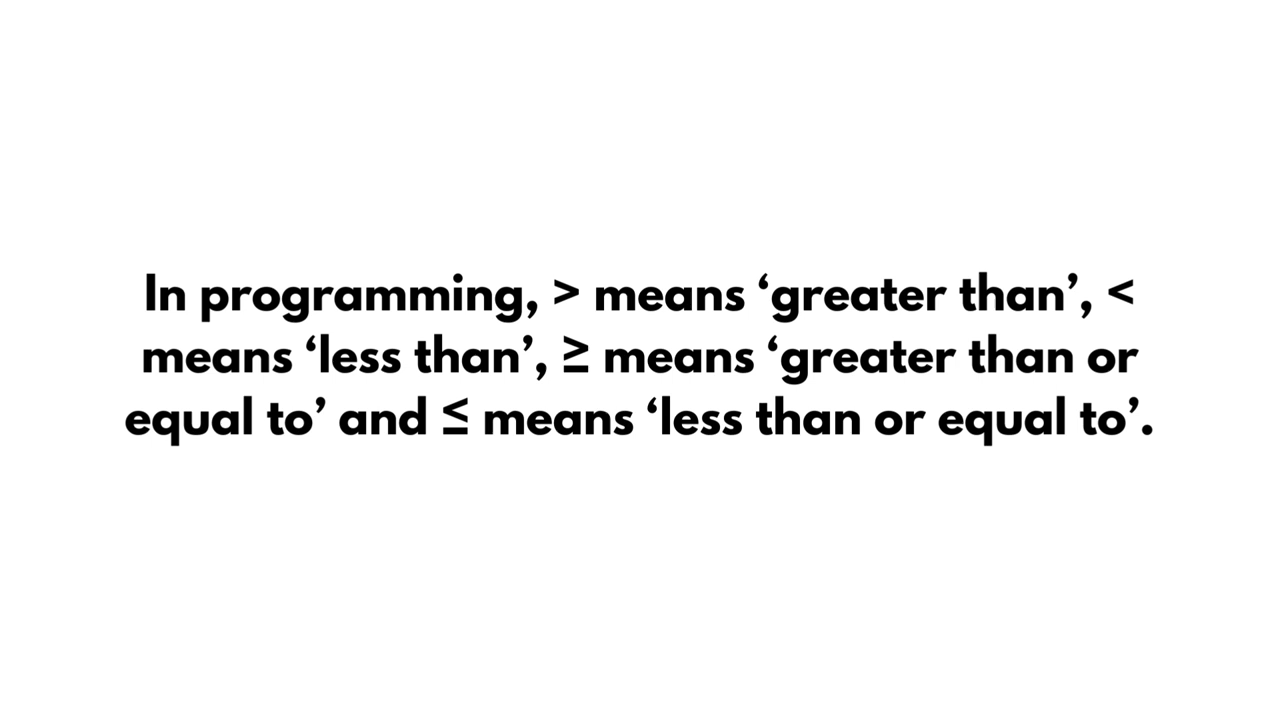 In programming, > means ‘greater than’, <
means ‘less than’, ≥ means ‘greater than or
equal to’ and ≤ means ‘less than or equal to’.